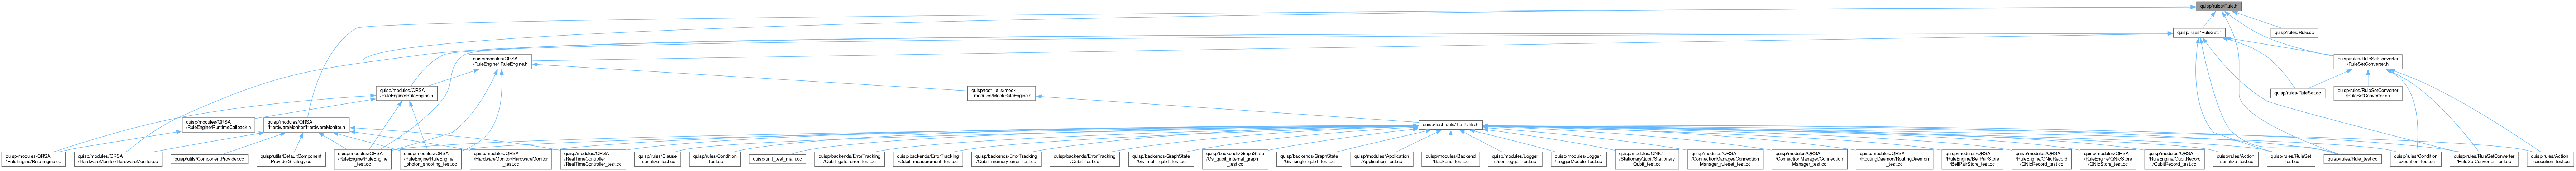 quisp/rules/Rule.h
quisp/rules/RuleSet.h
quisp/rules/Rule.cc
quisp/modules/QRSA
/RuleEngine/IRuleEngine.h
quisp/rules/RuleSetConverter
/RuleSetConverter.h
quisp/modules/QRSA
/RuleEngine/RuleEngine.h
quisp/test_utils/mock
_modules/MockRuleEngine.h
quisp/rules/RuleSet.cc
quisp/rules/RuleSetConverter
/RuleSetConverter.cc
quisp/modules/QRSA
/RuleEngine/RuntimeCallback.h
quisp/modules/QRSA
/HardwareMonitor/HardwareMonitor.h
quisp/test_utils/TestUtils.h
quisp/modules/QRSA
/RuleEngine/RuleEngine.cc
quisp/modules/QRSA
/HardwareMonitor/HardwareMonitor.cc
quisp/utils/ComponentProvider.cc
quisp/utils/DefaultComponent
ProviderStrategy.cc
quisp/modules/QRSA
/RuleEngine/RuleEngine
_test.cc
quisp/modules/QRSA
/RuleEngine/RuleEngine
_photon_shooting_test.cc
quisp/modules/QRSA
/HardwareMonitor/HardwareMonitor
_test.cc
quisp/modules/QRSA
/RealTimeController
/RealTimeController_test.cc
quisp/rules/Clause
_serialize_test.cc
quisp/rules/Condition
_test.cc
quisp/unit_test_main.cc
quisp/backends/ErrorTracking
/Qubit_gate_error_test.cc
quisp/backends/ErrorTracking
/Qubit_measurement_test.cc
quisp/backends/ErrorTracking
/Qubit_memory_error_test.cc
quisp/backends/ErrorTracking
/Qubit_test.cc
quisp/backends/GraphState
/Gs_multi_qubit_test.cc
quisp/backends/GraphState
/Gs_qubit_internal_graph
_test.cc
quisp/backends/GraphState
/Gs_single_qubit_test.cc
quisp/modules/Application
/Application_test.cc
quisp/modules/Backend
/Backend_test.cc
quisp/modules/Logger
/JsonLogger_test.cc
quisp/modules/Logger
/LoggerModule_test.cc
quisp/modules/QNIC
/StationaryQubit/Stationary
Qubit_test.cc
quisp/modules/QRSA
/ConnectionManager/Connection
Manager_ruleset_test.cc
quisp/modules/QRSA
/ConnectionManager/Connection
Manager_test.cc
quisp/modules/QRSA
/RoutingDaemon/RoutingDaemon
_test.cc
quisp/modules/QRSA
/RuleEngine/BellPairStore
/BellPairStore_test.cc
quisp/modules/QRSA
/RuleEngine/QNicRecord
/QNicRecord_test.cc
quisp/modules/QRSA
/RuleEngine/QNicStore
/QNicStore_test.cc
quisp/modules/QRSA
/RuleEngine/QubitRecord
/QubitRecord_test.cc
quisp/rules/Action
_serialize_test.cc
quisp/rules/RuleSet
_test.cc
quisp/rules/Rule_test.cc
quisp/rules/Condition
_execution_test.cc
quisp/rules/RuleSetConverter
/RuleSetConverter_test.cc
quisp/rules/Action
_execution_test.cc